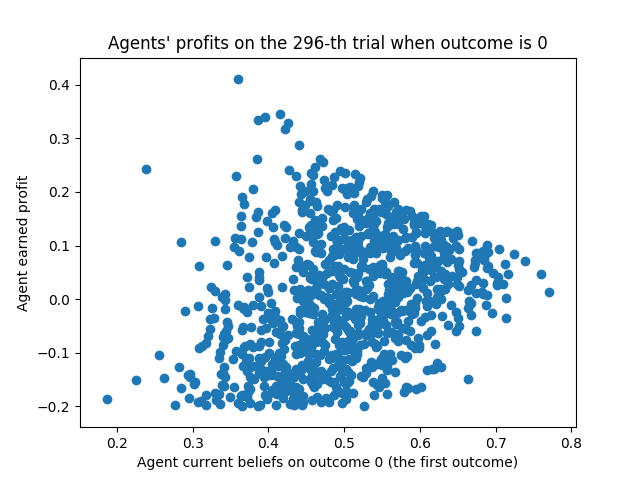 Agents' profits on the 296-th trial when outcome is 0
0.4
0.3
0.2
0.1
0.0
−0.1
−0.2
Agent earned profit
0.2 0.3 0.4 0.5 0.6 0.7 0.8
Agent current beliefs on outcome 0 (the first outcome)